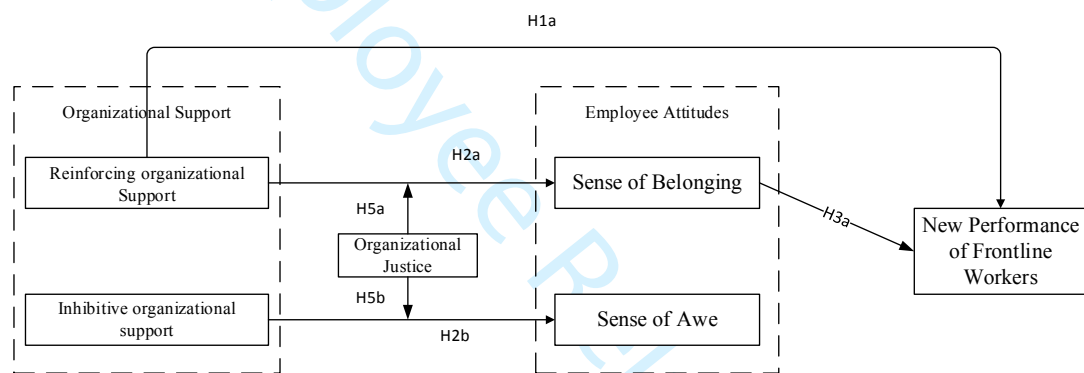 H1a
Organizational Support
Employee Attitudes
Reinforcing organizational
Support
H2a
Sense of Belonging
H5a
H3a
Organizational
Justice
New Performance
of Frontline
Workers
H5b
Inhibitive organizational
support
H2b
Sense of Awe